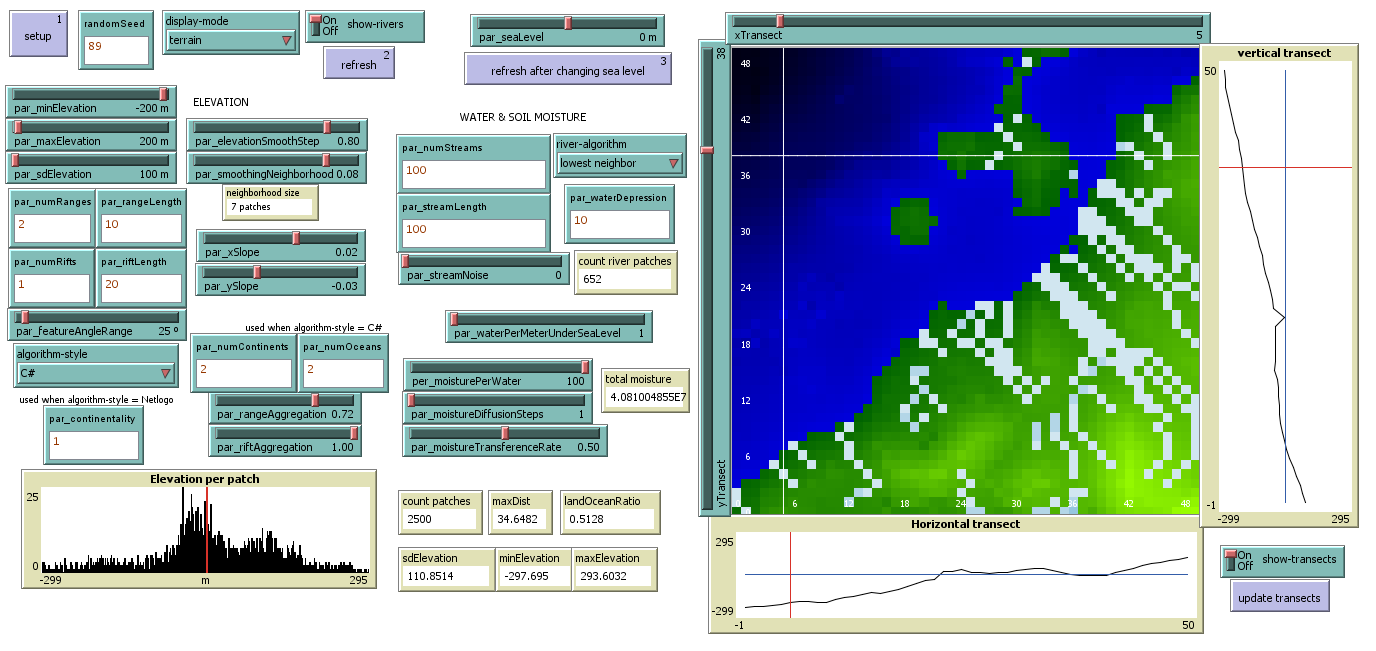 setup
1
randomSeed
89
display-mode
terrain
On
Off
show-rivers
refresh
2
par_seaLevel
0 m
refresh after changing sea level
3
par_minElevation
-200 m
par_maxElevation
200 m
par_sdElevation
100 m
ELEVATION
par_elevationSmoothStep
0.80
par_smoothingNeighborhood
0.08
neighborhood size
7 patches
par_numRanges
2
par_rangeLength
10
par_numRifts
1
par_riftLength
20
par_xSlope
0.02
par_ySlope
-0.03
par_featureAngleRange
25 º
algorithm-style
C#
used when algorithm-style = C#
par_numContinents
2
par_numOceans
2
par_rangeAggregation
0.72
par_riftAggregation
1.00
used when algorithm-style = Netlogo
par_continentality
1
WATER & SOIL MOISTURE
par_numStreams
100
par_streamLength
100
river-algorithm
lowest neighbor
par_waterDepression
10
par_streamNoise
0
count river patches
652
par_waterPerMeterUnderSeaLevel
1
per_moisturePerWater
100
par_moistureDiffusionSteps
1
par_moistureTransferenceRate
0.50
total moisture
4.081004855E7
Elevation per patch
25
0
-299
m
295
count patches
2500
maxDist
34.6482
landOceanRatio
0.5128
sdElevation
110.8514
minElevation
-297.695
maxElevation
293.6032
xTransect
5
38
yTransect
48
42
36
30
24
18
12
6
0
6
12
18
24
30
36
42
48
vertical transect
50
-1
-299
295
Horizontal transect
295
-299
-1
50
On
Off
show-transects
update transects